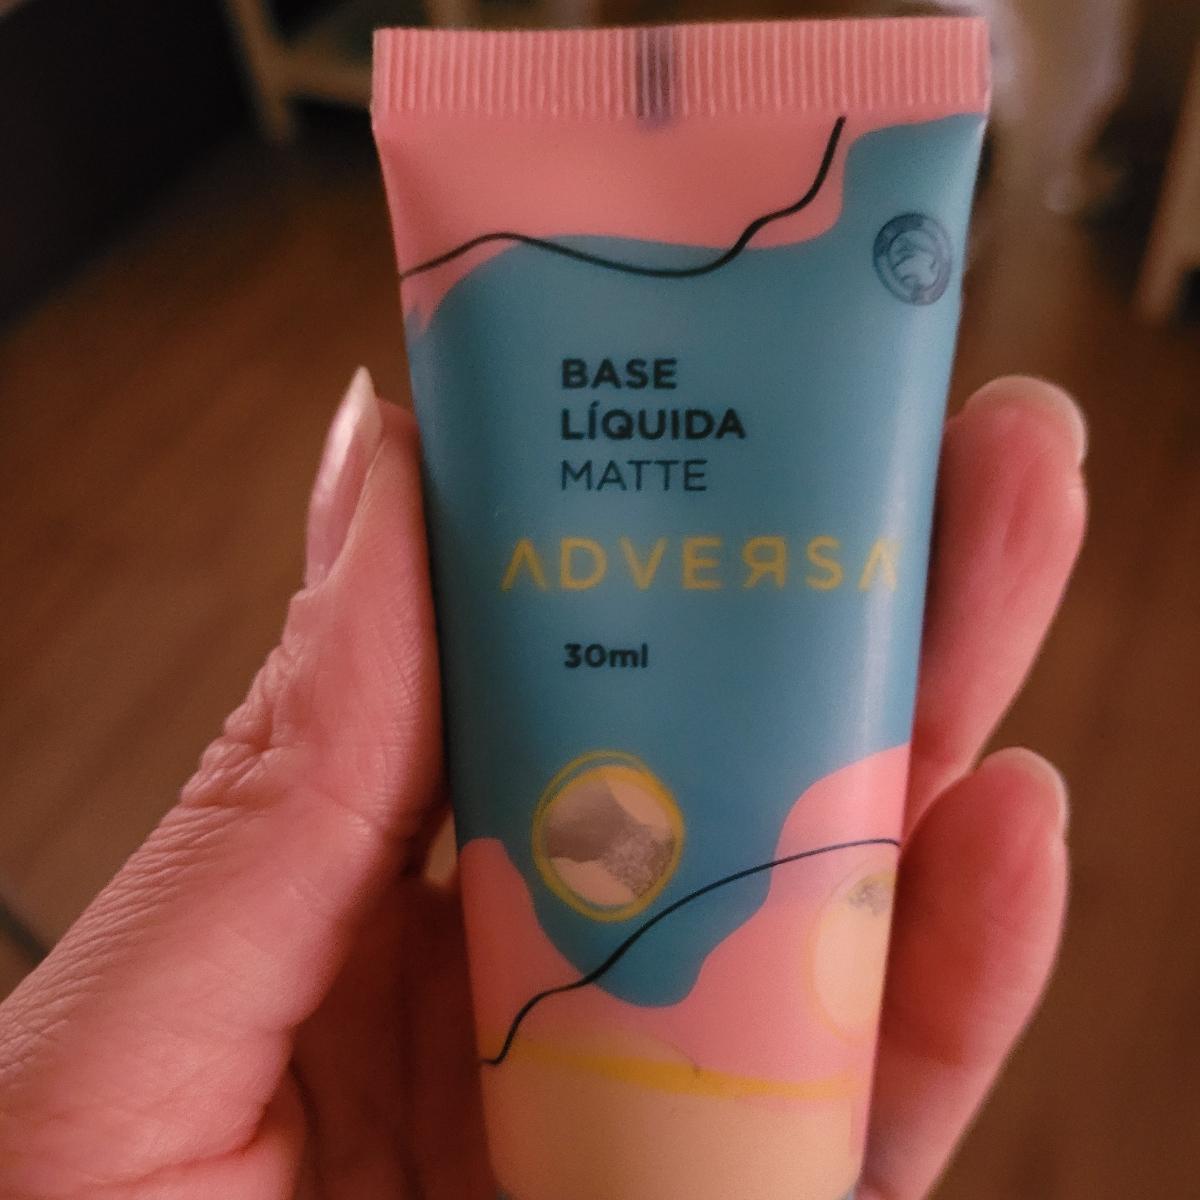 BASE
LÍQUIDA
MATTE
ADVERSA
30ml